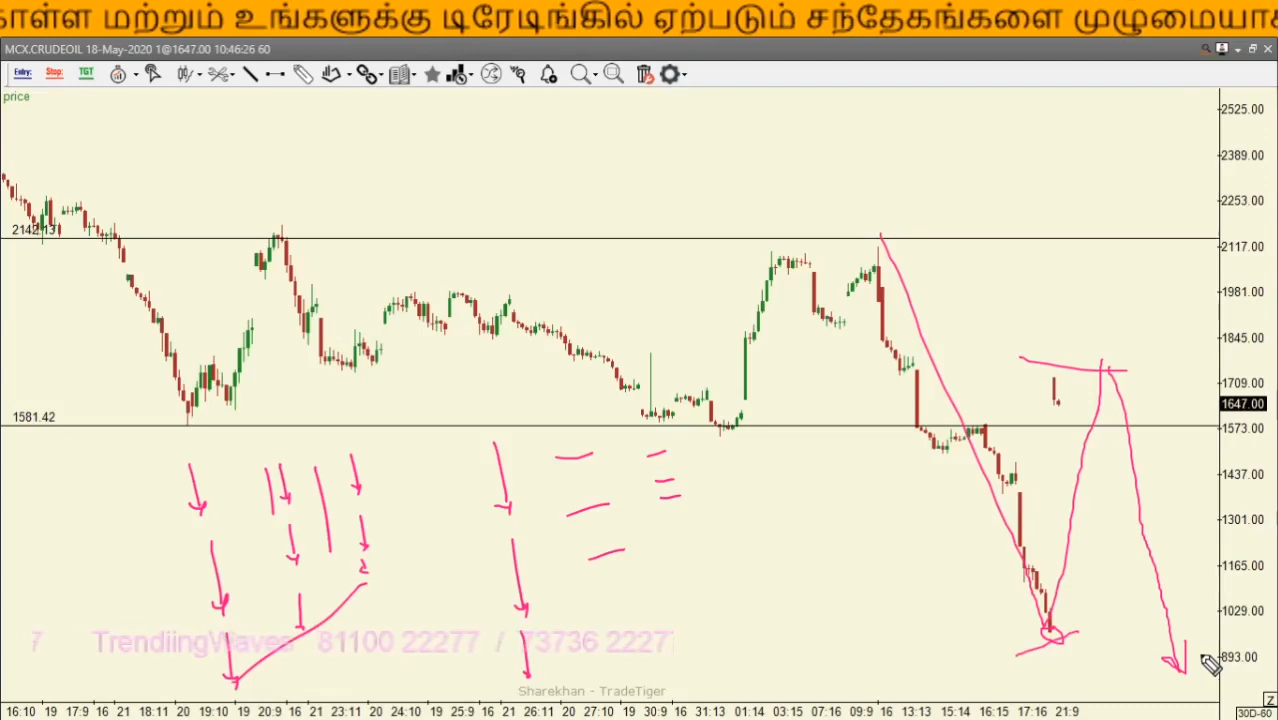 காள்ள மற்றும் உங்களுக்கு டிரேடிங்கில் ஏற்படும் சந்தேகங்களை முழுமையாக
MCX.CRUDEOIL 18-May-2020 1@1647.00 10:46:26 60
Entry: Stop: TGT
price
2525.00
2389.00
2253.00
2142.13
2117.00
1981.00
1845.00
1709.00
1647.00
1581.42
1573.00
1437.00
1301.00
1165.00
1029.00
7 TrendiingWaves 81100 22277 / 73736 22277
893.00
Sharekhan - TradeTiger
Z
16:10 19 17:9 21 18:11 20 19:10 20:9 16 21 23:11 20 24:10 19 25:9 16 21 26:11 20 27:10 19 30:9 16 31:13 01:14 03:15 07:16 09:9 16 13:13 15:14 16:15 17:16 21:9 30D-60